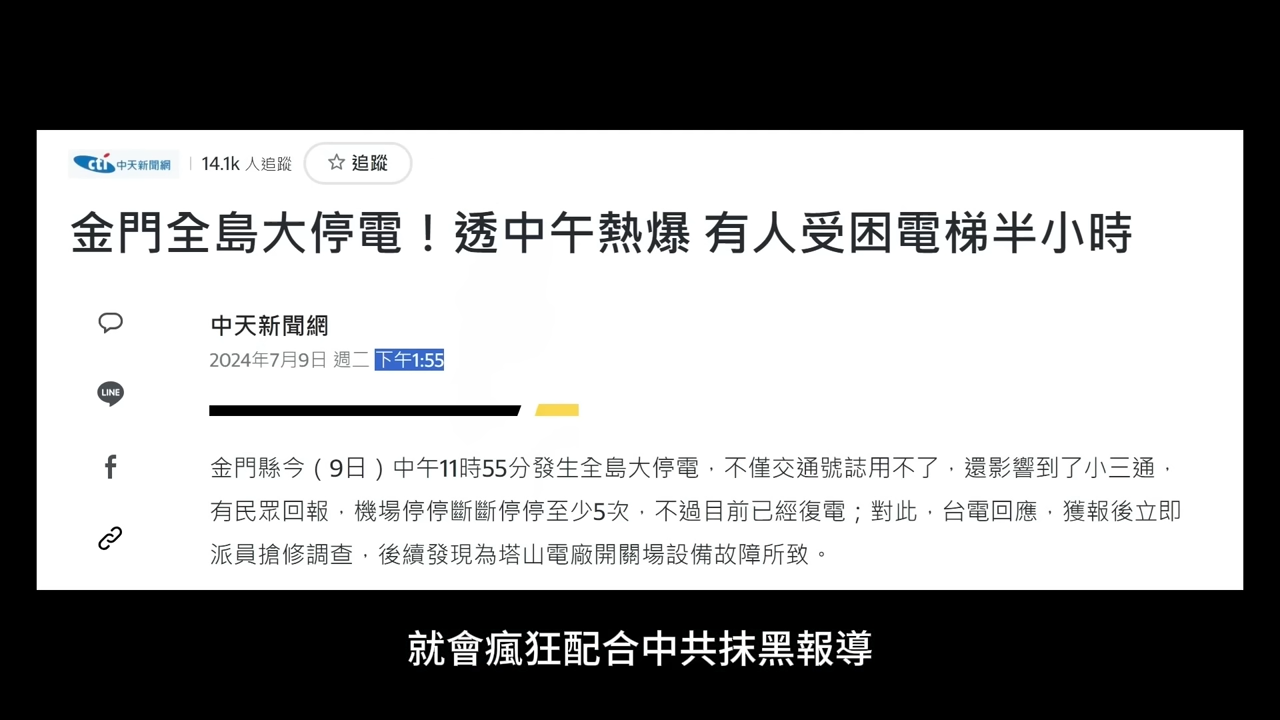 cti 中天新聞網 | 14.1k 人追蹤 ☆ 追蹤
金門全島大停電！透中午熱爆 有人受困電梯半小時
中天新聞網
2024年7月9日 週二 下午1:55
LINE
金門縣今（9日）中午11時55分發生全島大停電，不僅交通號誌用不了，還影響到了小三通，
有民眾回報，機場停停斷斷停停至少5次，不過目前已經復電；對此，台電回應，獲報後立即
派員搶修調查，後續發現為塔山電廠開關場設備故障所致。
就會瘋狂配合中共抹黑報導